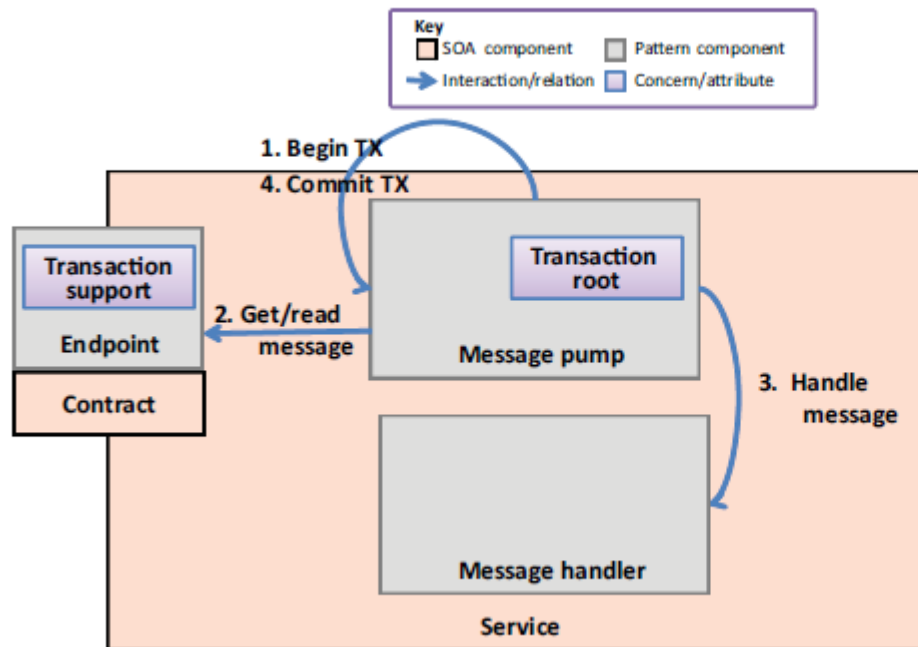 Key
SOA component
Pattern component
Interaction/relation
Concern/attribute
1. Begin TX
4. Commit TX
Transaction
support
Endpoint
Contract
2. Get/read
message
Transaction
root
Message pump
3. Handle
message
Message handler
Service